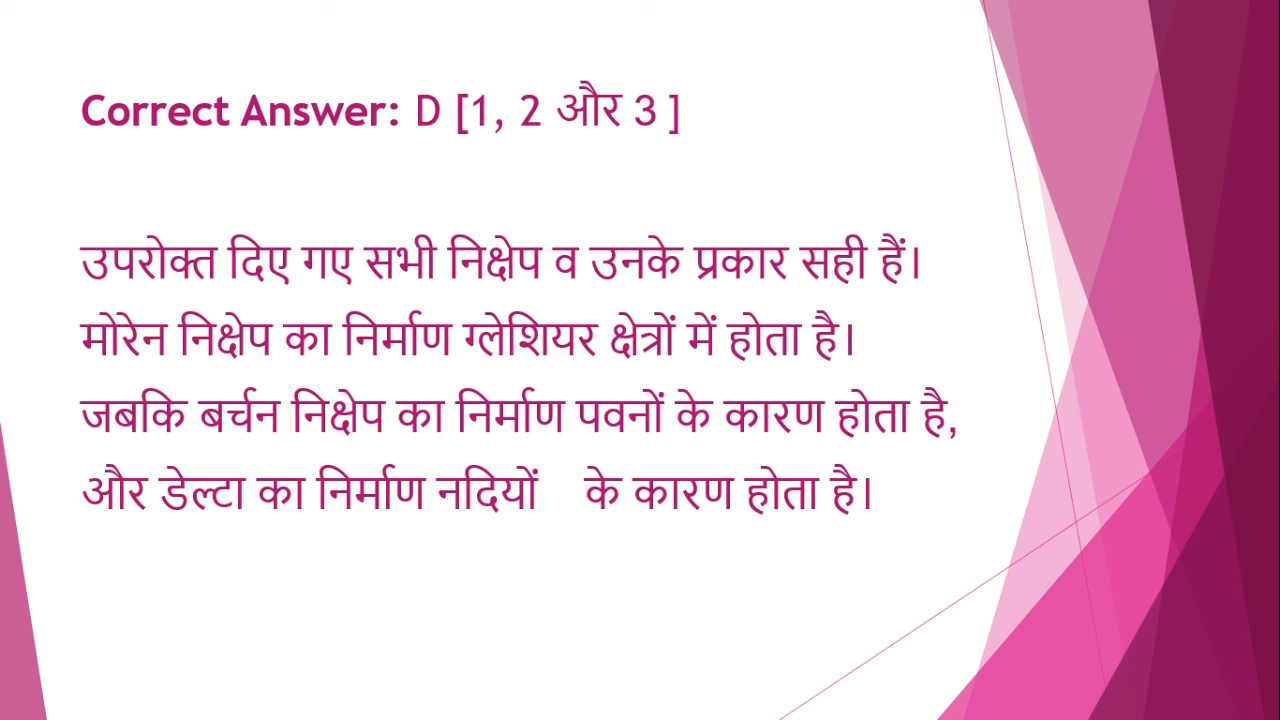 Correct Answer: D [1, 2 और 3 ]
उपरोक्त दिए गए सभी निक्षेप व उनके प्रकार सही हैं।
मोरेन निक्षेप का निर्माण ग्लेशियर क्षेत्रों में होता है।
जबकि बर्चन निक्षेप का निर्माण पवनों के कारण होता है,
और डेल्टा का निर्माण नदियों के कारण होता है।